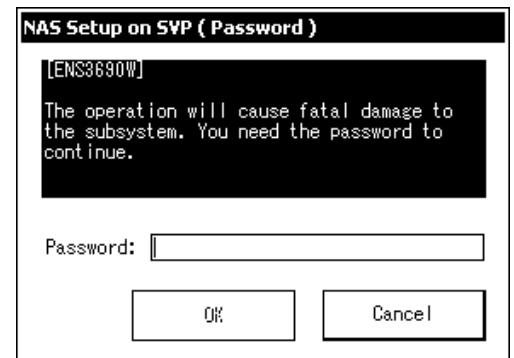 NAS Setup on SVP ( Password )
[ENS3690W]
The operation will cause fatal damage to
the subsystem. You need the password to
continue.
Password:
OK
Cancel